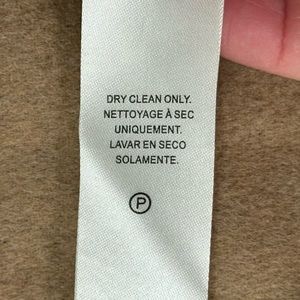 DRY CLEAN ONLY.
NETTOYAGE À SEC
UNIQUEMENT.
LAVAR EN SECO
SOLAMENTE.
P